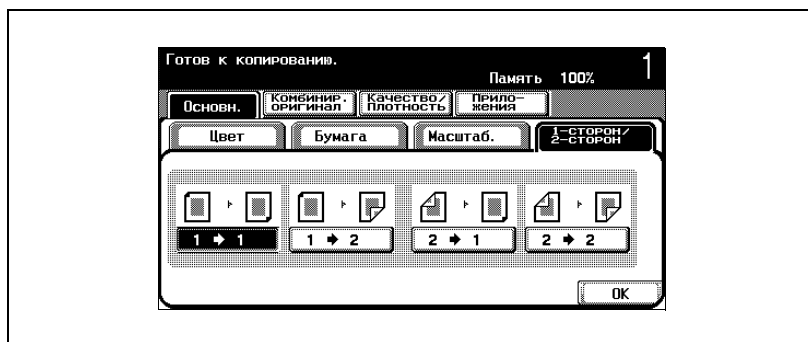 Готов к копированию.
Память 100% 1
Основн. Комбинир. оригинал Качество/ плотность Прило- жения
Цвет Бумага Масштаб. 1-сторон/ 2-сторон
1 → 1 1 → 2 2 → 1 2 → 2
OK